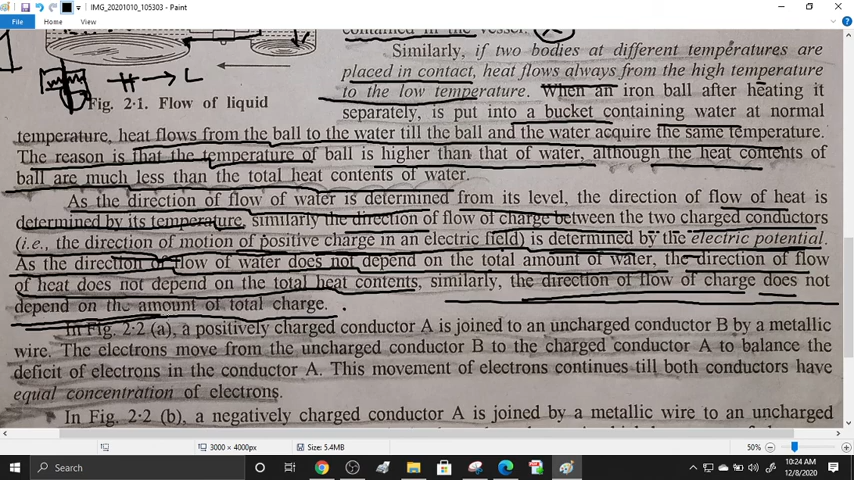 IMG_20201010_105303 - Paint
File
Home
View
contained in the vessel.
Similarly, if two bodies at different temperatures are
placed in contact, heat flows always from the high temperature
to the low temperature. When an iron ball after heating it
Fig. 2·1. Flow of liquid
separately, is put into a bucket containing water at normal
temperature, heat flows from the ball to the water till the ball and the water acquire the same temperature.
The reason is that the temperature of ball is higher than that of water, although the heat contents of
ball are much less than the total heat contents of water.
As the direction of flow of water is determined from its level, the direction of flow of heat is
determined by its temperature, similarly the direction of flow of charge between the two charged conductors
(i.e., the direction of motion of positive charge in an electric field) is determined by the electric potential.
As the direction of flow of water does not depend on the total amount of water, the direction of flow
of heat does not depend on the total heat contents, similarly, the direction of flow of charge does not
depend on the amount of total charge.
In Fig. 2·2 (a), a positively charged conductor A is joined to an uncharged conductor B by a metallic
wire. The electrons move from the uncharged conductor B to the charged conductor A to balance the
deficit of electrons in the conductor A. This movement of electrons continues till both conductors have
equal concentration of electrons.
In Fig. 2·2 (b), a negatively charged conductor A is joined by a metallic wire to an uncharged
3000 × 4000px
Size: 5.4MB
50%
Search
10:24 AM
12/8/2020